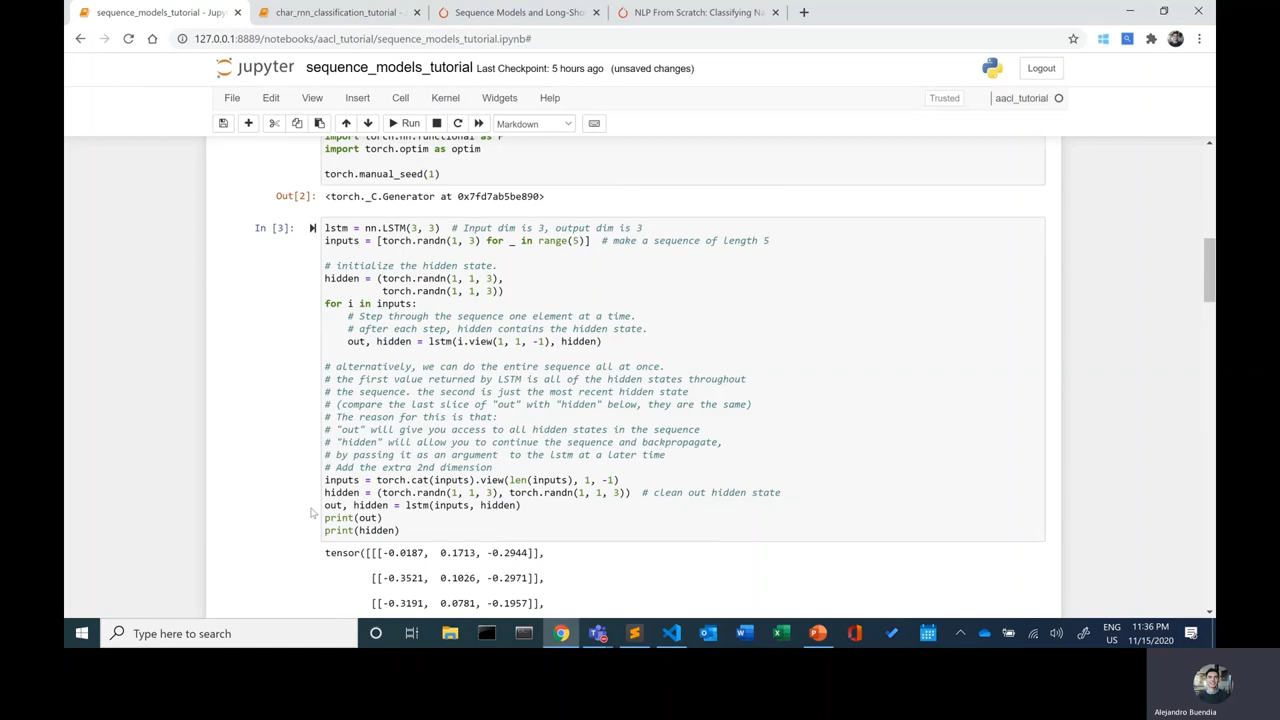 sequence_models_tutorial - Jup
char_rnn_classification_tutorial -
Sequence Models and Long-Sho
NLP From Scratch: Classifying Na
127.0.0.1:8889/notebooks/aacl_tutorial/sequence_models_tutorial.ipynb#
jupyter sequence_models_tutorial Last Checkpoint: 5 hours ago (unsaved changes)
Logout
File Edit View Insert Cell Kernel Widgets Help
Trusted
aacl_tutorial
Run
Markdown
import torch.nn.functional as F
import torch.optim as optim
torch.manual_seed(1)
Out[2]: <torch._C.Generator at 0x7fd7ab5be890>
In [3]: lstm = nn.LSTM(3, 3)  # Input dim is 3, output dim is 3
inputs = [torch.randn(1, 3) for _ in range(5)]  # make a sequence of length 5
# initialize the hidden state.
hidden = (torch.randn(1, 1, 3),
torch.randn(1, 1, 3))
for i in inputs:
# Step through the sequence one element at a time.
# after each step, hidden contains the hidden state.
out, hidden = lstm(i.view(1, 1, -1), hidden)
# alternatively, we can do the entire sequence all at once.
# the first value returned by LSTM is all of the hidden states throughout
# the sequence. the second is just the most recent hidden state
# (compare the last slice of "out" with "hidden" below, they are the same)
# The reason for this is that:
# "out" will give you access to all hidden states in the sequence
# "hidden" will allow you to continue the sequence and backpropagate,
# by passing it as an argument  to the lstm at a later time
# Add the extra 2nd dimension
inputs = torch.cat(inputs).view(len(inputs), 1, -1)
hidden = (torch.randn(1, 1, 3), torch.randn(1, 1, 3))  # clean out hidden state
out, hidden = lstm(inputs, hidden)
print(out)
print(hidden)
tensor([[[-0.0187,  0.1713, -0.2944]],
[[-0.3521,  0.1026, -0.2971]],
[[-0.3191,  0.0781, -0.1957]],
Type here to search
ENG
US
11:36 PM
11/15/2020
Alejandro Buendia